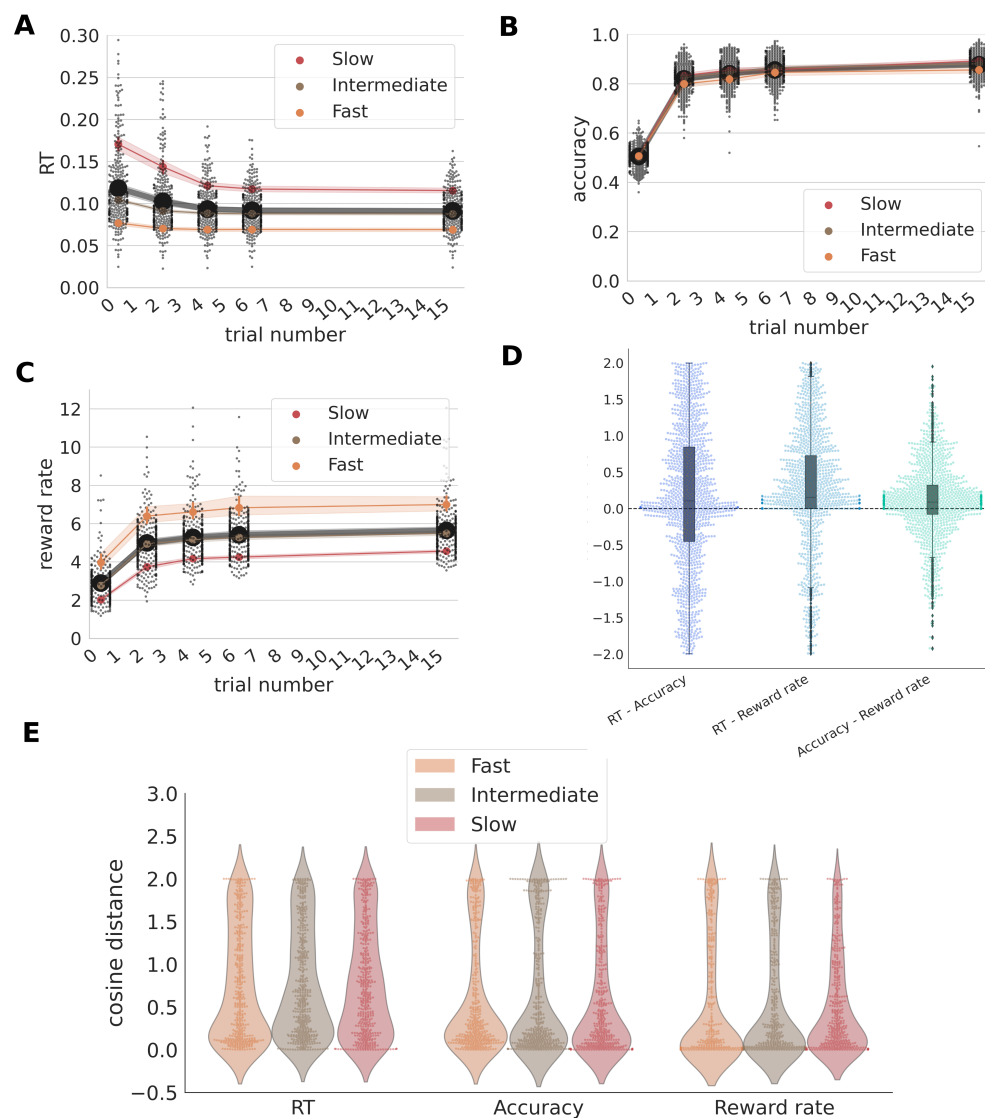 A
0.30
0.25
0.20
0.15
0.10
0.05
0.00
RT
Slow
Intermediate
Fast
0 1 2 3 4 5 6 7 8 9 10 11 12 13 14 15
trial number
B
1.0
0.8
0.6
0.4
0.2
0.0
accuracy
Slow
Intermediate
Fast
0 1 2 3 4 5 6 7 8 9 10 11 12 13 14 15
trial number
C
12
10
8
6
4
2
0
reward rate
Slow
Intermediate
Fast
0 1 2 3 4 5 6 7 8 9 10 11 12 13 14 15
trial number
D
2.0
1.5
1.0
0.5
0.0
−0.5
−1.0
−1.5
−2.0
RT - Accuracy
RT - Reward rate
Accuracy - Reward rate
E
Fast
Intermediate
Slow
3.0
2.5
2.0
1.5
1.0
0.5
0.0
−0.5
cosine distance
RT
Accuracy
Reward rate